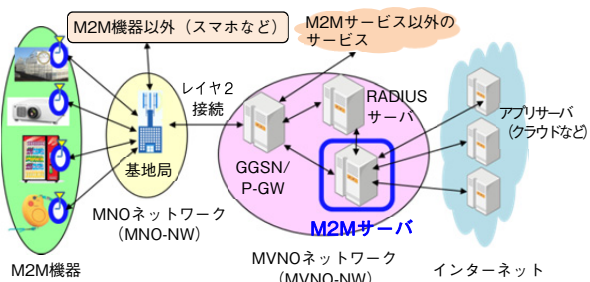 M2M機器以外（スマホなど）
M2Mサービス以外の
サービス
レイヤ2
接続
RADIUS
サーバ
アプリサーバ
（クラウドなど）
基地局
GGSN/
P-GW
MNOネットワーク
（MNO-NW）
M2Mサーバ
M2M機器
MVNOネットワーク
（MVNO-NW）
インターネット